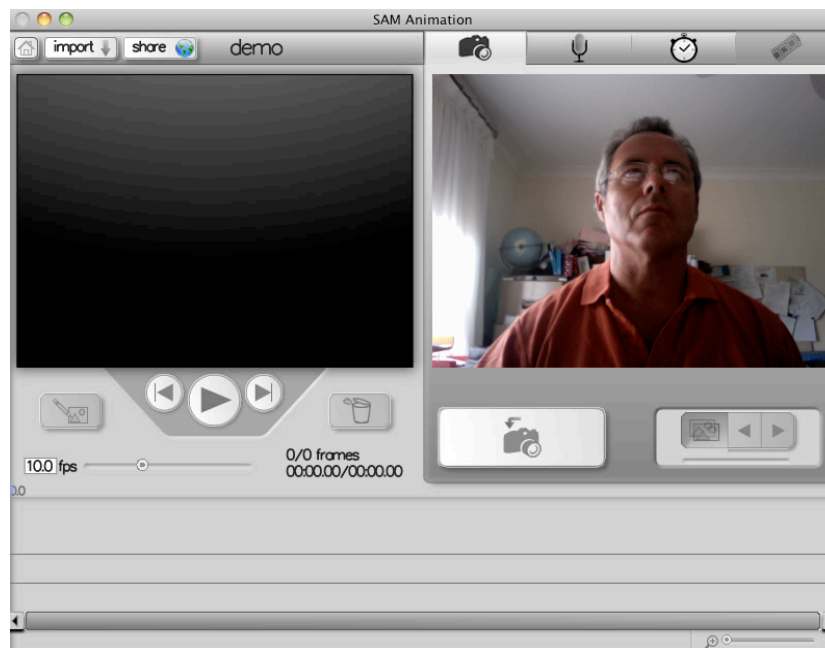 SAM Animation
import share demo
10.0 fps
0/0 frames
00:00.00/00:00.00
0.0